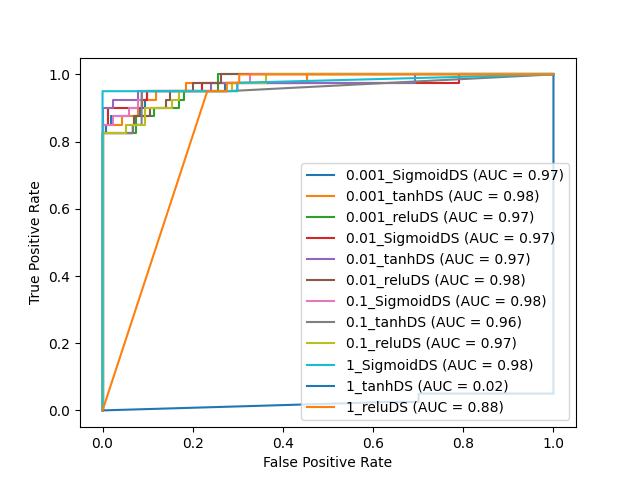 1.0
0.8
0.6
0.4
0.2
0.0
True Positive Rate
0.001_SigmoidDS (AUC = 0.97)
0.001_tanhDS (AUC = 0.98)
0.001_reluDS (AUC = 0.97)
0.01_SigmoidDS (AUC = 0.97)
0.01_tanhDS (AUC = 0.97)
0.01_reluDS (AUC = 0.98)
0.1_SigmoidDS (AUC = 0.98)
0.1_tanhDS (AUC = 0.96)
0.1_reluDS (AUC = 0.97)
1_SigmoidDS (AUC = 0.98)
1_tanhDS (AUC = 0.02)
1_reluDS (AUC = 0.88)
0.0 0.2 0.4 0.6 0.8 1.0
False Positive Rate